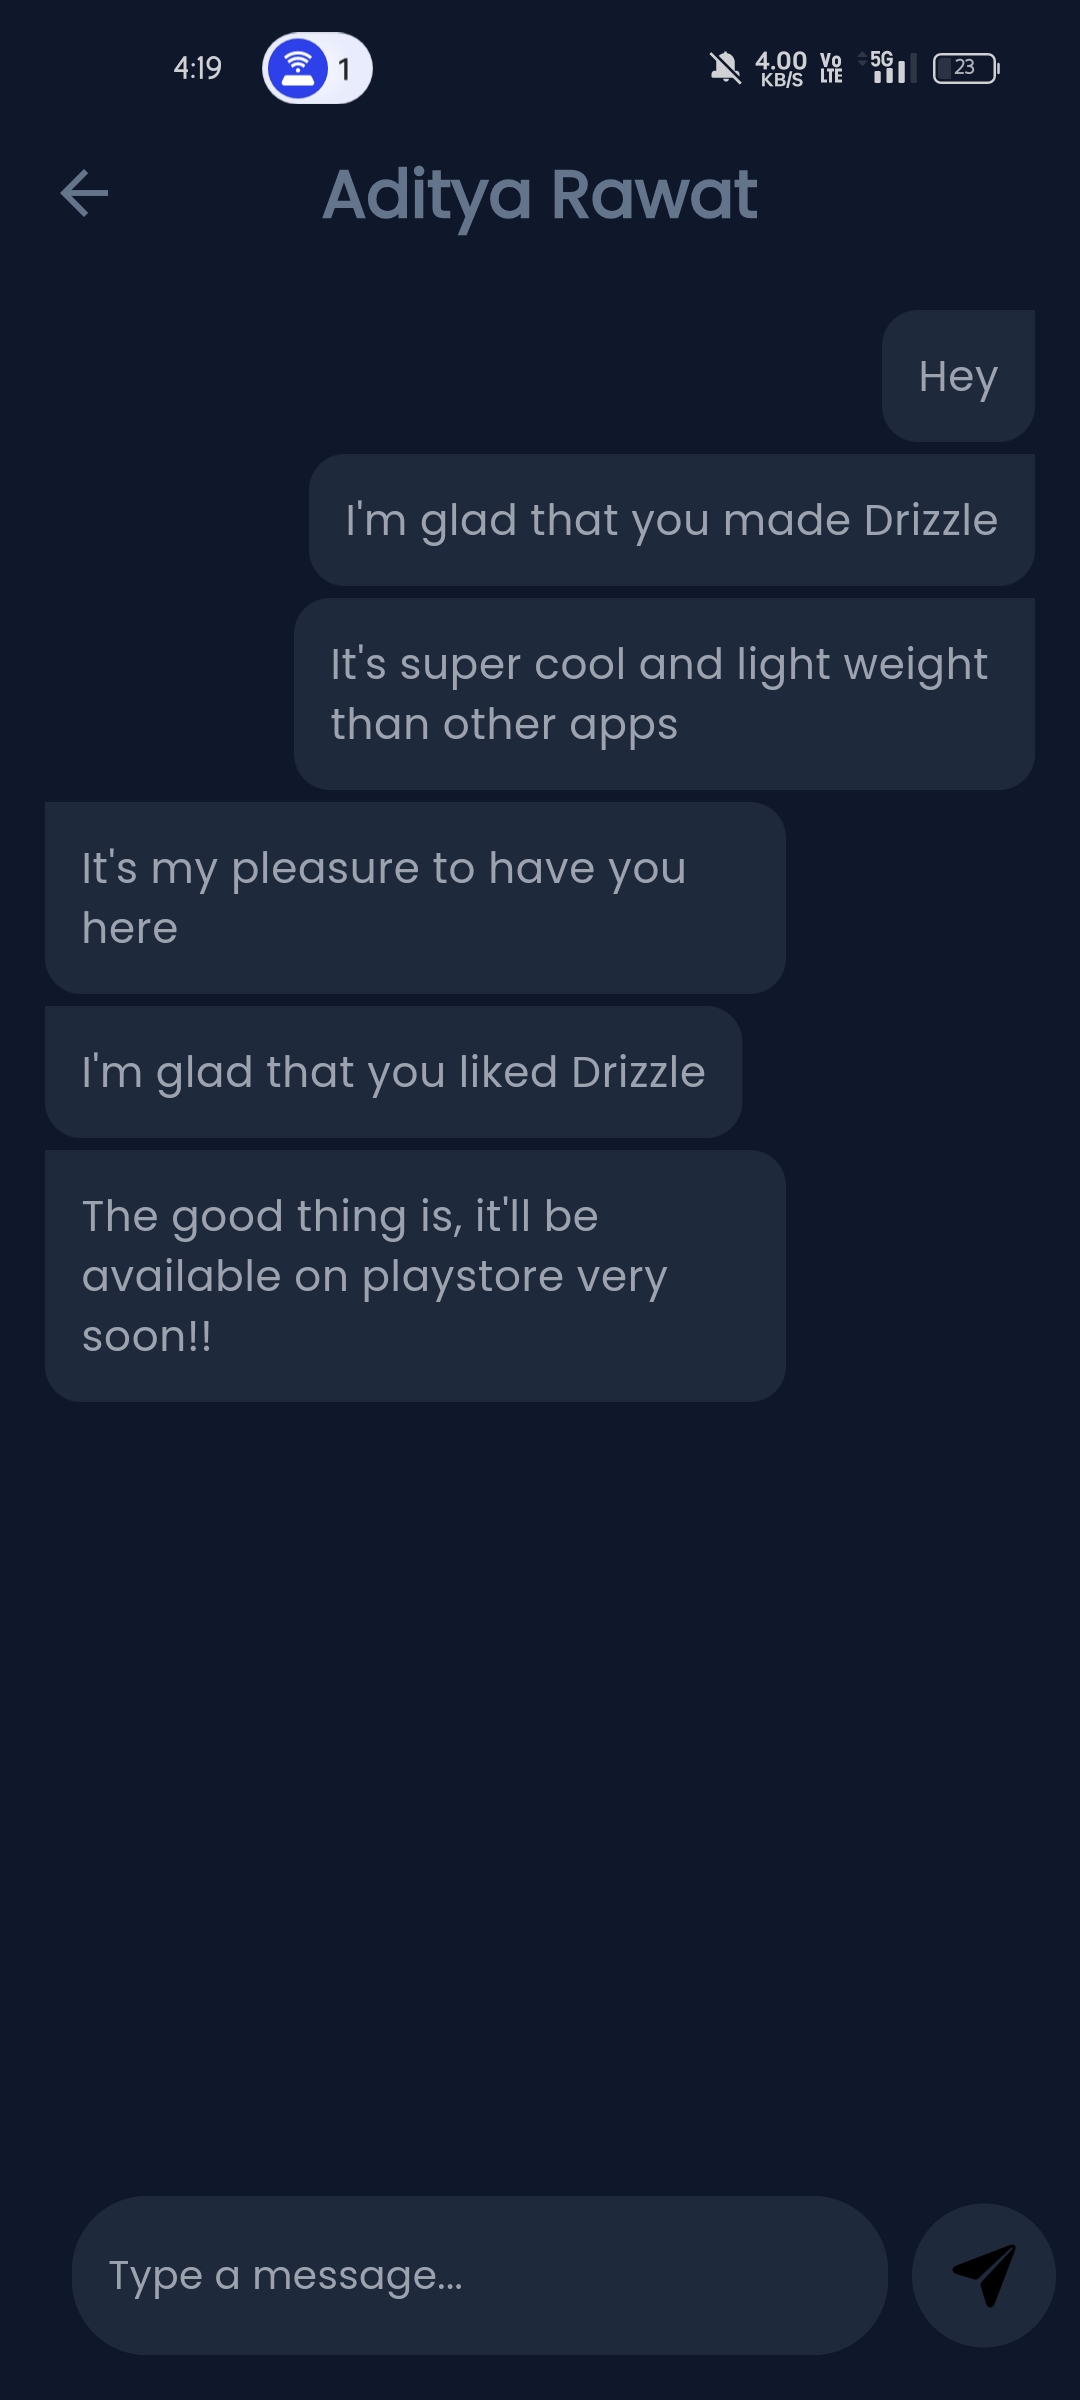 4:19
1
4.00
KB/S
Vo
LTE
5G
23
Aditya Rawat
Hey
I'm glad that you made Drizzle
It's super cool and light weight
than other apps
It's my pleasure to have you
here
I'm glad that you liked Drizzle
The good thing is, it'll be
available on playstore very
soon!!
Type a message...